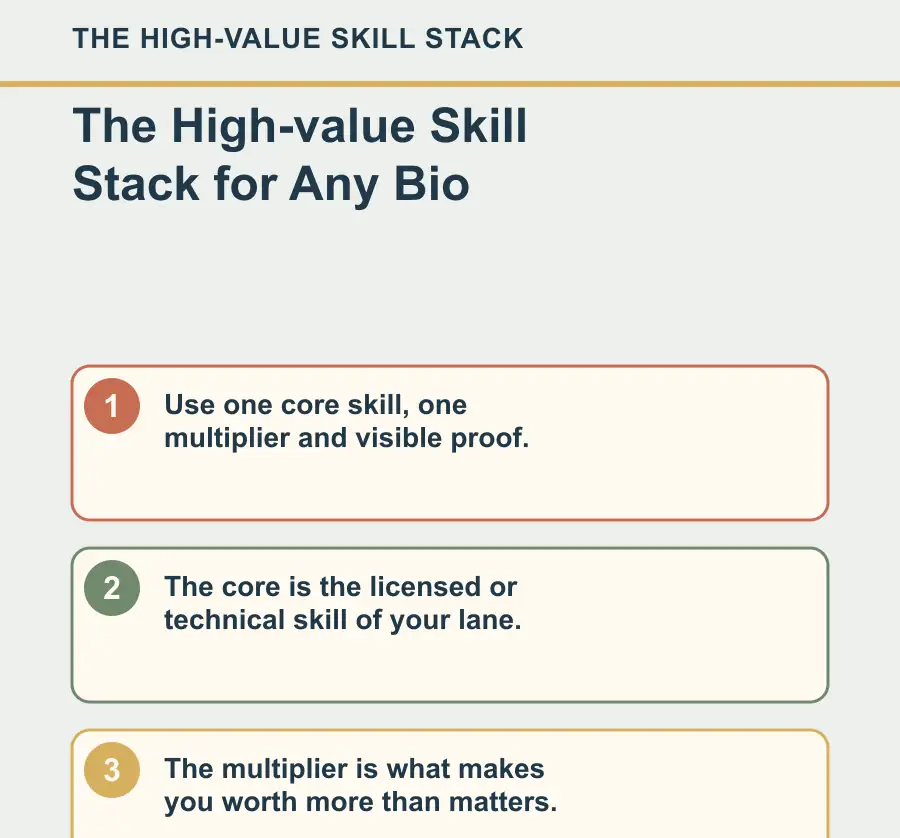 THE HIGH-VALUE SKILL STACK
The High-value Skill
Stack for Any Bio
1
Use one core skill, one
multiplier and visible proof.
2
The core is the licensed or
technical skill of your lane.
3
The multiplier is what makes
you worth more than matters.